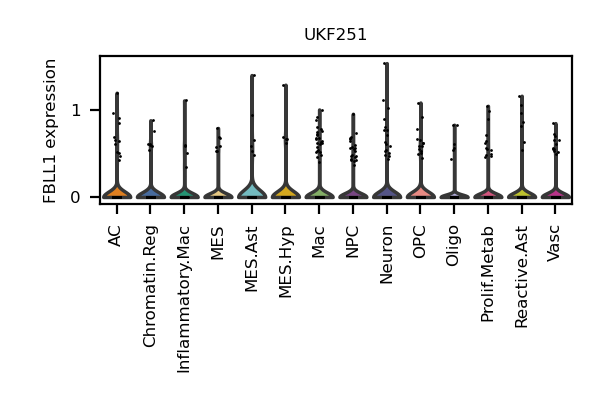 UKF251
FBLL1 expression
1
0
AC
Chromatin.Reg
Inflammatory.Mac
MES
MES.Ast
MES.Hyp
Mac
NPC
Neuron
OPC
Oligo
Prolif.Metab
Reactive.Ast
Vasc